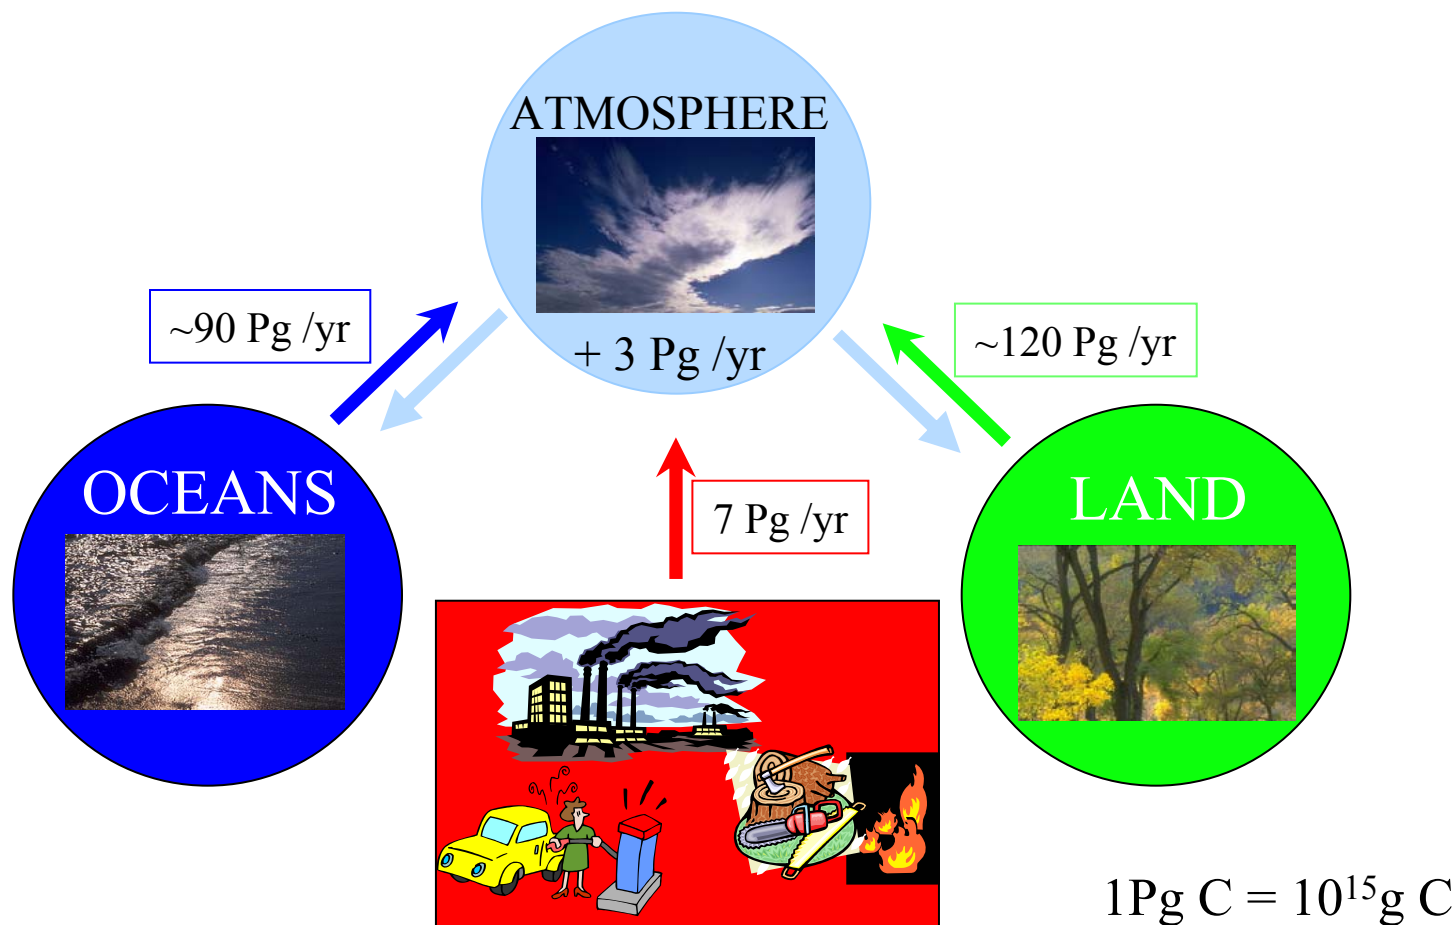 ATMOSPHERE
+ 3 Pg /yr
~90 Pg /yr
~120 Pg /yr
OCEANS
7 Pg /yr
LAND
1Pg C = 10¹⁵g C